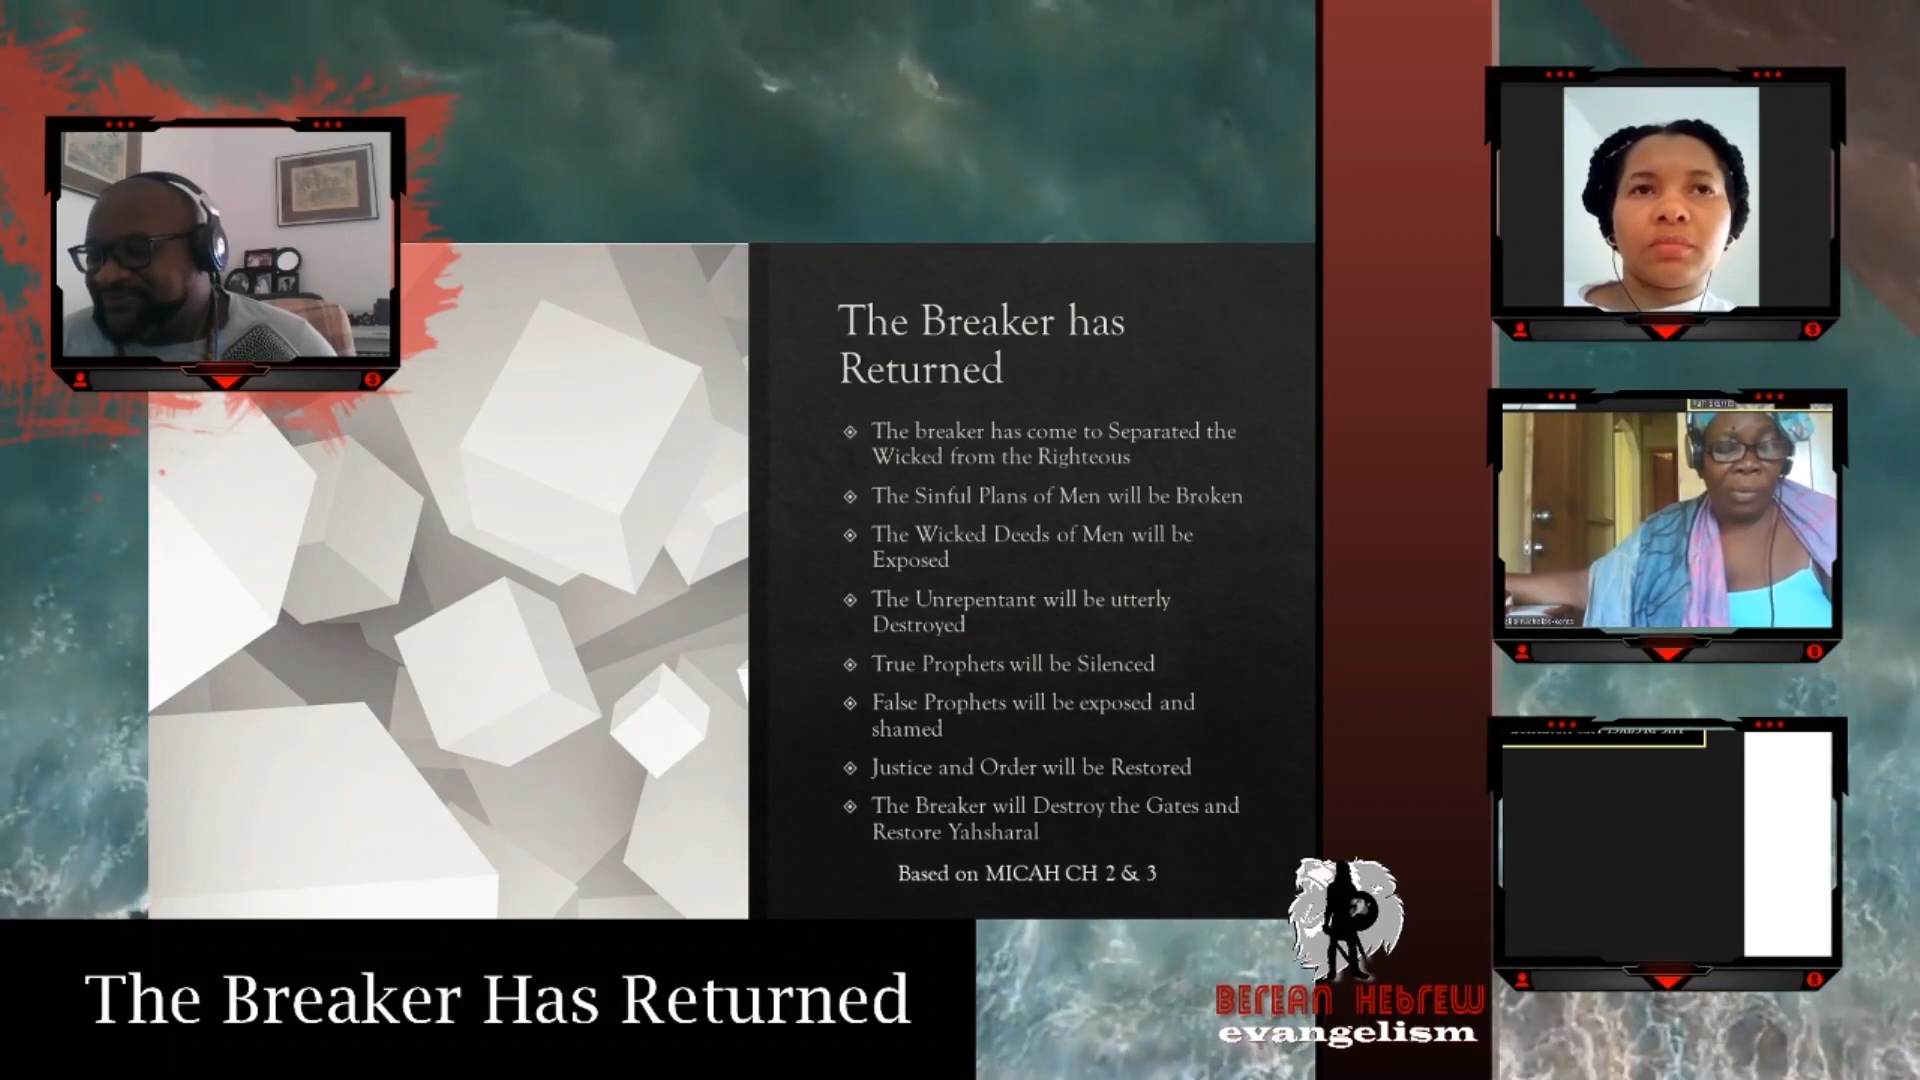 The Breaker has
Returned
The breaker has come to Separated the
Wicked from the Righteous
The Sinful Plans of Men will be Broken
The Wicked Deeds of Men will be
Exposed
The Unrepentant will be utterly
Destroyed
True Prophets will be Silenced
False Prophets will be exposed and
shamed
Justice and Order will be Restored
The Breaker will Destroy the Gates and
Restore Yahsharal
Based on MICAH CH 2 & 3
The Breaker Has Returned
BEREAN HEBREW
evangelism